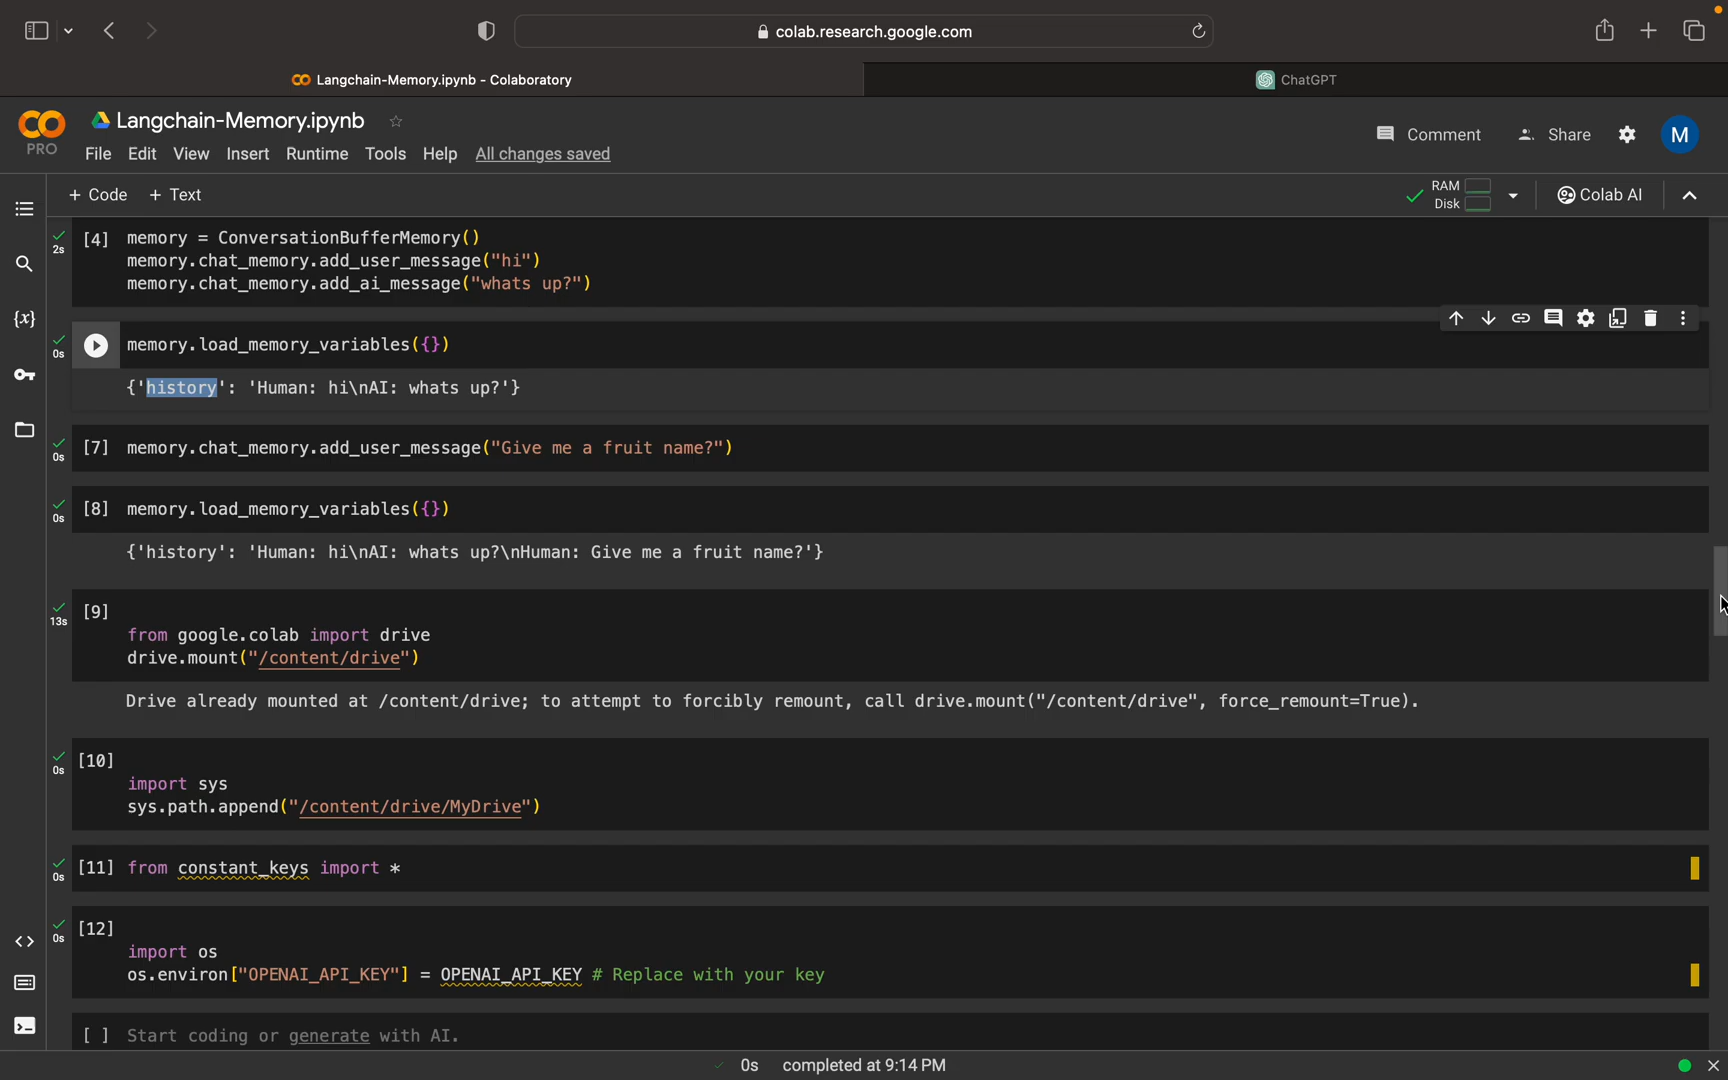 colab.research.google.com
Langchain-Memory.ipynb - Colaboratory
ChatGPT
PRO
Langchain-Memory.ipynb
Comment
Share
M
File Edit View Insert Runtime Tools Help All changes saved
+ Code + Text
RAM
Disk
Colab AI
2s
[4] memory = ConversationBufferMemory()
memory.chat_memory.add_user_message("hi")
memory.chat_memory.add_ai_message("whats up?")
{x}
0s
memory.load_memory_variables({})
{'history': 'Human: hi\nAI: whats up?'}
0s
[7] memory.chat_memory.add_user_message("Give me a fruit name?")
0s
[8] memory.load_memory_variables({})
{'history': 'Human: hi\nAI: whats up?\nHuman: Give me a fruit name?'}
13s
[9]
from google.colab import drive
drive.mount("/content/drive")
Drive already mounted at /content/drive; to attempt to forcibly remount, call drive.mount("/content/drive", force_remount=True).
0s
[10]
import sys
sys.path.append("/content/drive/MyDrive")
0s
[11] from constant_keys import *
0s
[12]
import os
os.environ["OPENAI_API_KEY"] = OPENAI_API_KEY # Replace with your key
[ ] Start coding or generate with AI.
0s completed at 9:14 PM